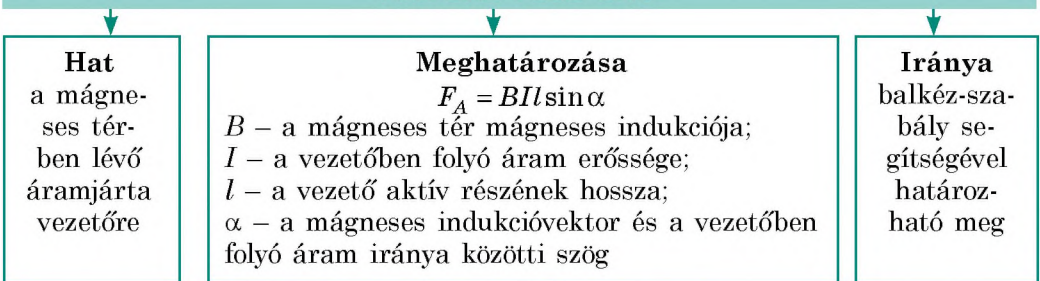 Hat
a mágne-
ses tér-
ben lévő
áramjárta
vezetőre
Meghatározása
F_A = BIl sin α
B – a mágneses tér mágneses indukciója;
I – a vezetőben folyó áram erőssége;
l – a vezető aktív részének hossza;
α – a mágneses indukcióvektor és a vezetőben
folyó áram iránya közötti szög
Iránya
balkéz-sza-
bály se-
gítségével
határoz-
ható meg